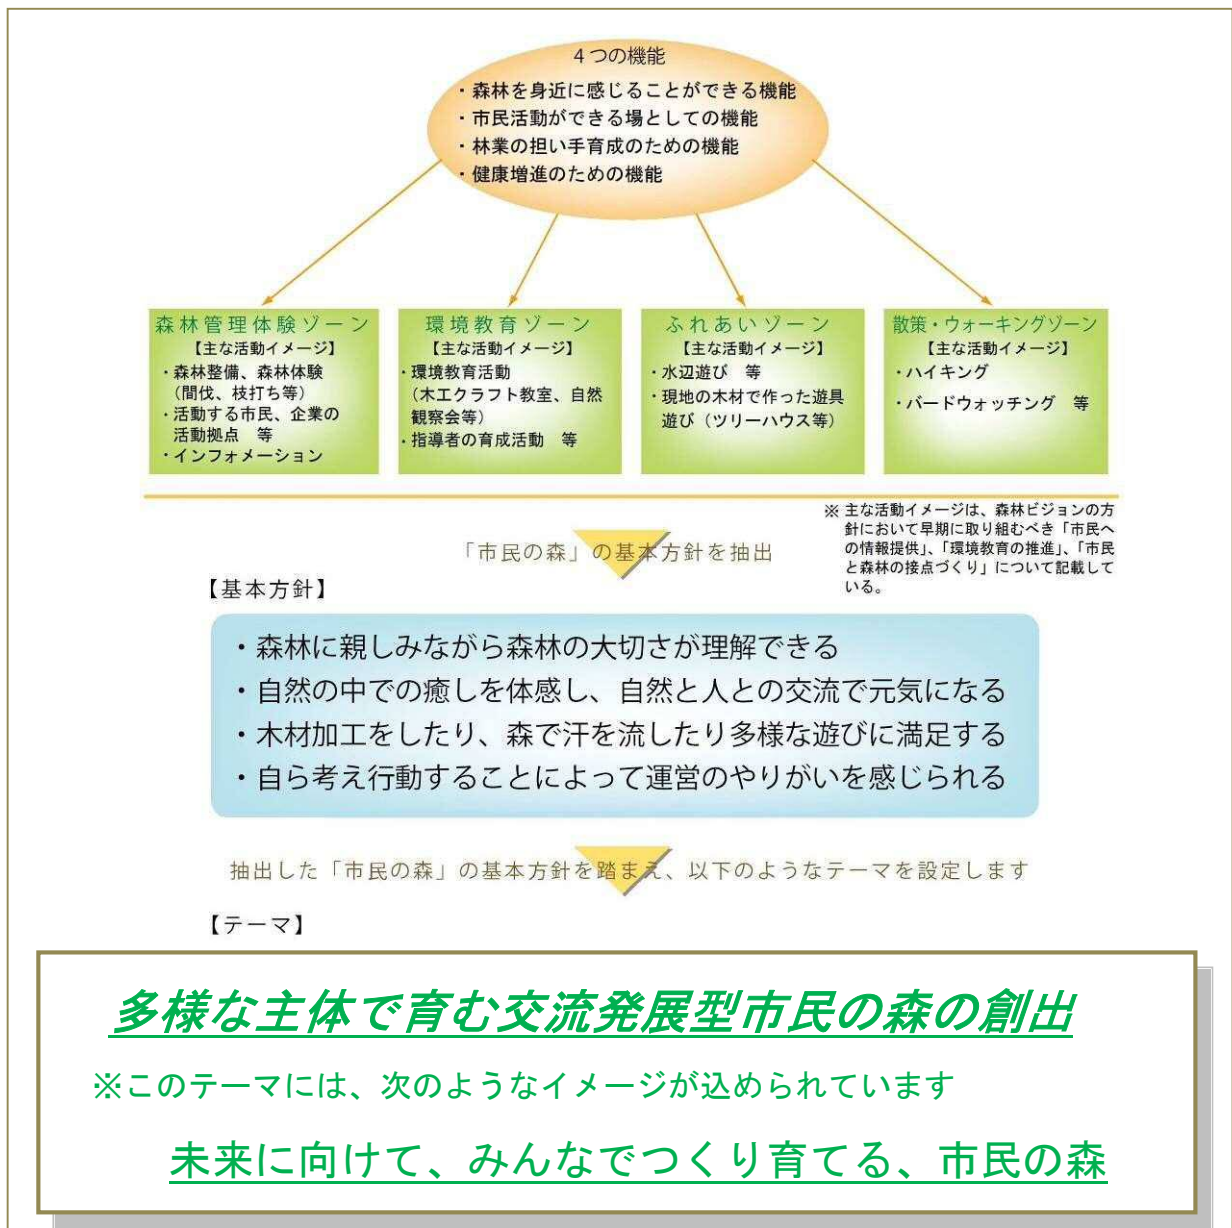 ４つの機能
・森林を身近に感じることができる機能
・市民活動ができる場としての機能
・林業の担い手育成のための機能
・健康増進のための機能
森林管理体験ゾーン
【主な活動イメージ】
・森林整備、森林体験
（間伐、枝打ち等）
・活動する市民、企業の
活動拠点　等
・インフォメーション
環境教育ゾーン
【主な活動イメージ】
・環境教育活動
（木工クラフト教室、自然
観察会等）
・指導者の育成活動　等
ふれあいゾーン
【主な活動イメージ】
・水辺遊び　等
・現地の木材で作った遊具
遊び（ツリーハウス等）
散策・ウォーキングゾーン
【主な活動イメージ】
・ハイキング
・バードウォッチング　等
※ 主な活動イメージは、森林ビジョンの方
針において早期に取り組むべき「市民へ
の情報提供」、「環境教育の推進」、「市民
と森林の接点づくり」について記載して
いる。
「市民の森」の基本方針を抽出
【基本方針】
・森林に親しみながら森林の大切さが理解できる
・自然の中での癒しを体感し、自然と人との交流で元気になる
・木材加工をしたり、森で汗を流したり多様な遊びに満足する
・自ら考え行動することによって運営のやりがいを感じられる
抽出した「市民の森」の基本方針を踏まえ、以下のようなテーマを設定します
【テーマ】
多様な主体で育む交流発展型市民の森の創出
※このテーマには、次のようなイメージが込められています
未来に向けて、みんなでつくり育てる、市民の森